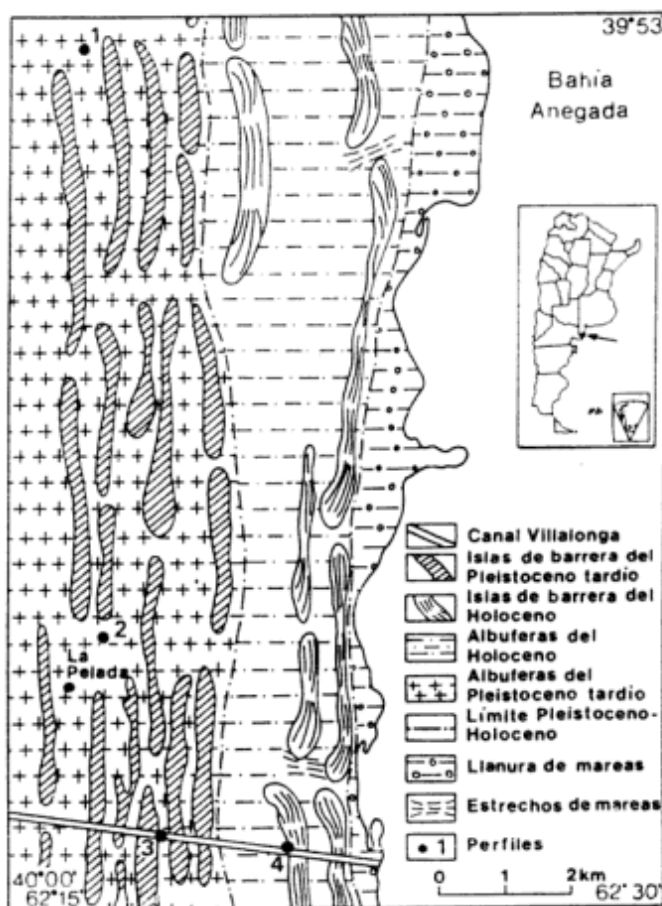 1
39°53
Bahía
Anegada
Canal Villalonga
Islas de barrera del
Pleistoceno tardío
Islas de barrera del
Holoceno
Albuferas del
Holoceno
2
La
Pelada
Albuferas del
Pleistoceno tardío
Límite Pleistoceno-
Holoceno
Llanura de mareas
Estrechos de mareas
1 Perfiles
3
4
0 1 2km
40°00
62°15'
62°30'